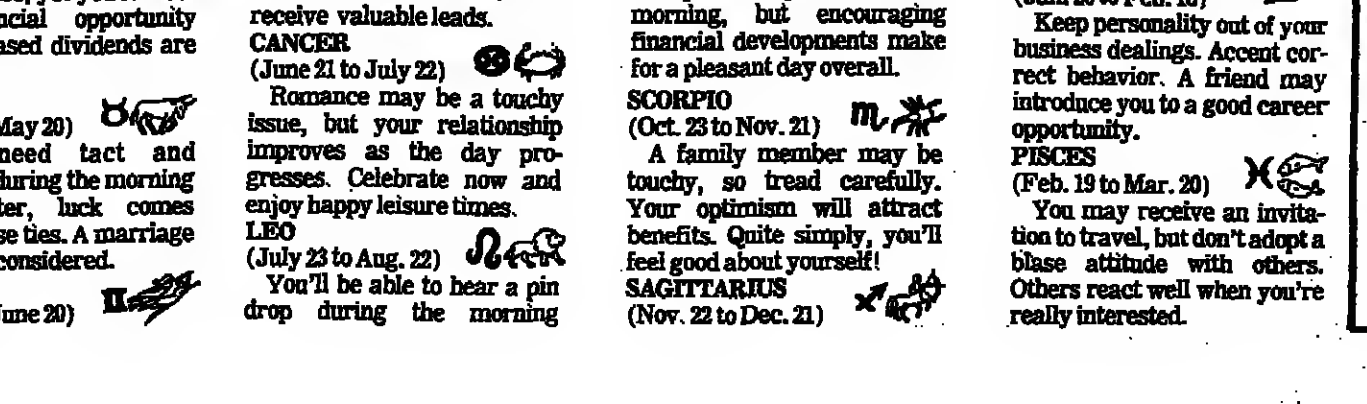 ncial opportunity
ased dividends are
May 20)
need tact and
during the morning
ter, luck comes
se ties. A marriage
considered.
une 20)
receive valuable leads.
CANCER
(June 21 to July 22)
Romance may be a touchy
issue, but your relationship
improves as the day pro-
gresses. Celebrate now and
enjoy happy leisure times.
LEO
(July 23 to Aug. 22)
You'll be able to hear a pin
drop during the morning
morning, but encouraging
financial developments make
for a pleasant day overall.
SCORPIO
(Oct. 23 to Nov. 21)
A family member may be
touchy, so tread carefully.
Your optimism will attract
benefits. Quite simply, you'll
feel good about yourself!
SAGITTARIUS
(Nov. 22 to Dec. 21)
Keep personality out of your
business dealings. Accent cor-
rect behavior. A friend may
introduce you to a good career
opportunity.
PISCES
(Feb. 19 to Mar. 20)
You may receive an invita-
tion to travel, but don't adopt a
blase attitude with others.
Others react well when you're
really interested.